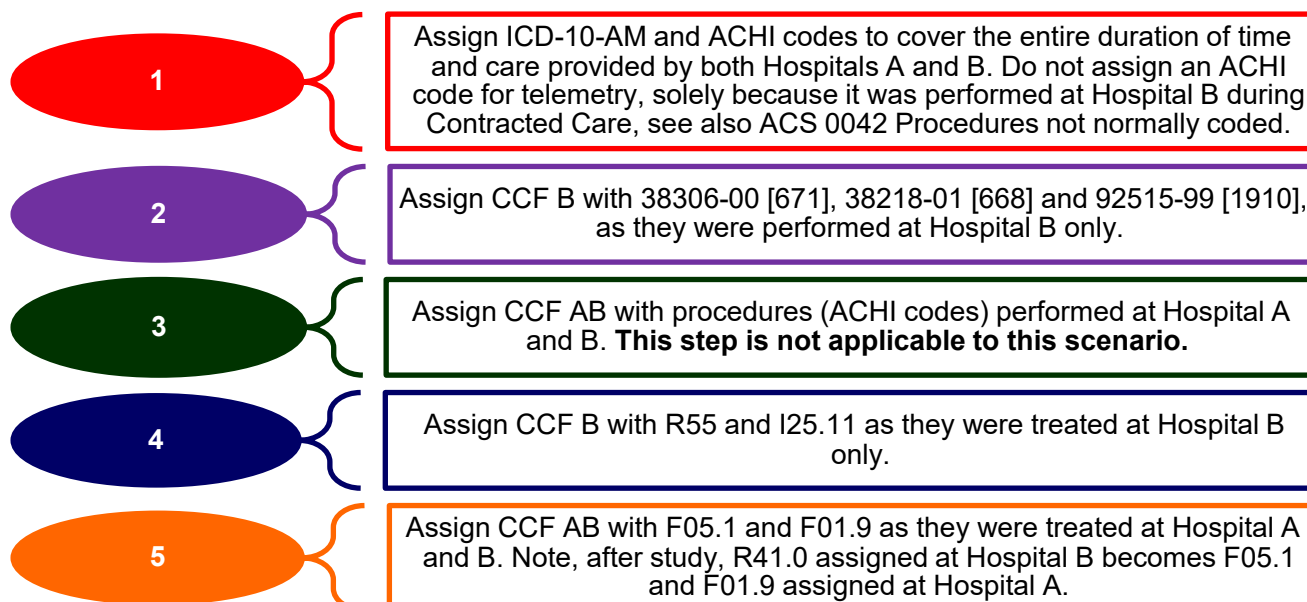 1
Assign ICD-10-AM and ACHI codes to cover the entire duration of time
and care provided by both Hospitals A and B. Do not assign an ACHI
code for telemetry, solely because it was performed at Hospital B during
Contracted Care, see also ACS 0042 Procedures not normally coded.
2
Assign CCF B with 38306-00 [671], 38218-01 [668] and 92515-99 [1910],
as they were performed at Hospital B only.
3
Assign CCF AB with procedures (ACHI codes) performed at Hospital A
and B. This step is not applicable to this scenario.
4
Assign CCF B with R55 and I25.11 as they were treated at Hospital B
only.
5
Assign CCF AB with F05.1 and F01.9 as they were treated at Hospital A
and B. Note, after study, R41.0 assigned at Hospital B becomes F05.1
and F01.9 assigned at Hospital A.